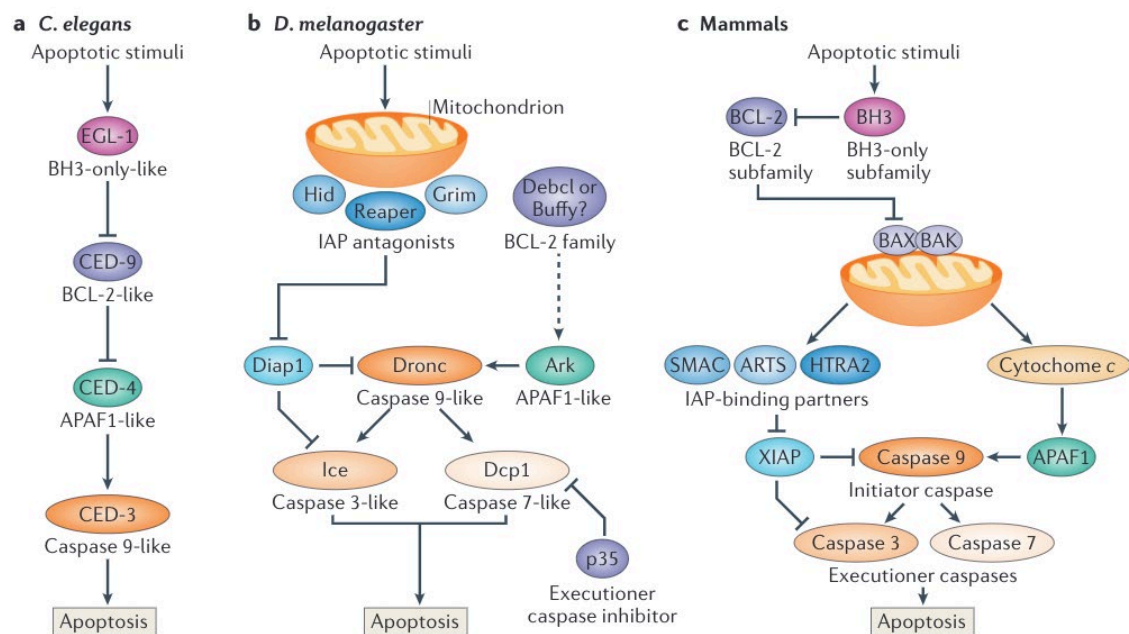 a C. elegans
Apoptotic stimuli
EGL-1
BH3-only-like
CED-9
BCL-2-like
CED-4
APAF1-like
CED-3
Caspase 9-like
Apoptosis
b D. melanogaster
Apoptotic stimuli
Mitochondrion
Hid
Reaper
Grim
IAP antagonists
Debcl or
Buffy?
BCL-2 family
Diap1
Dronc
Caspase 9-like
Ark
APAF1-like
Ice
Caspase 3-like
Dcp1
Caspase 7-like
p35
Executioner
caspase inhibitor
Apoptosis
c Mammals
Apoptotic stimuli
BCL-2
BCL-2
subfamily
BH3
BH3-only
subfamily
BAX
BAK
SMAC
ARTS
HTRA2
IAP-binding partners
Cytochome c
XIAP
Caspase 9
Initiator caspase
APAF1
Caspase 3
Caspase 7
Executioner caspases
Apoptosis